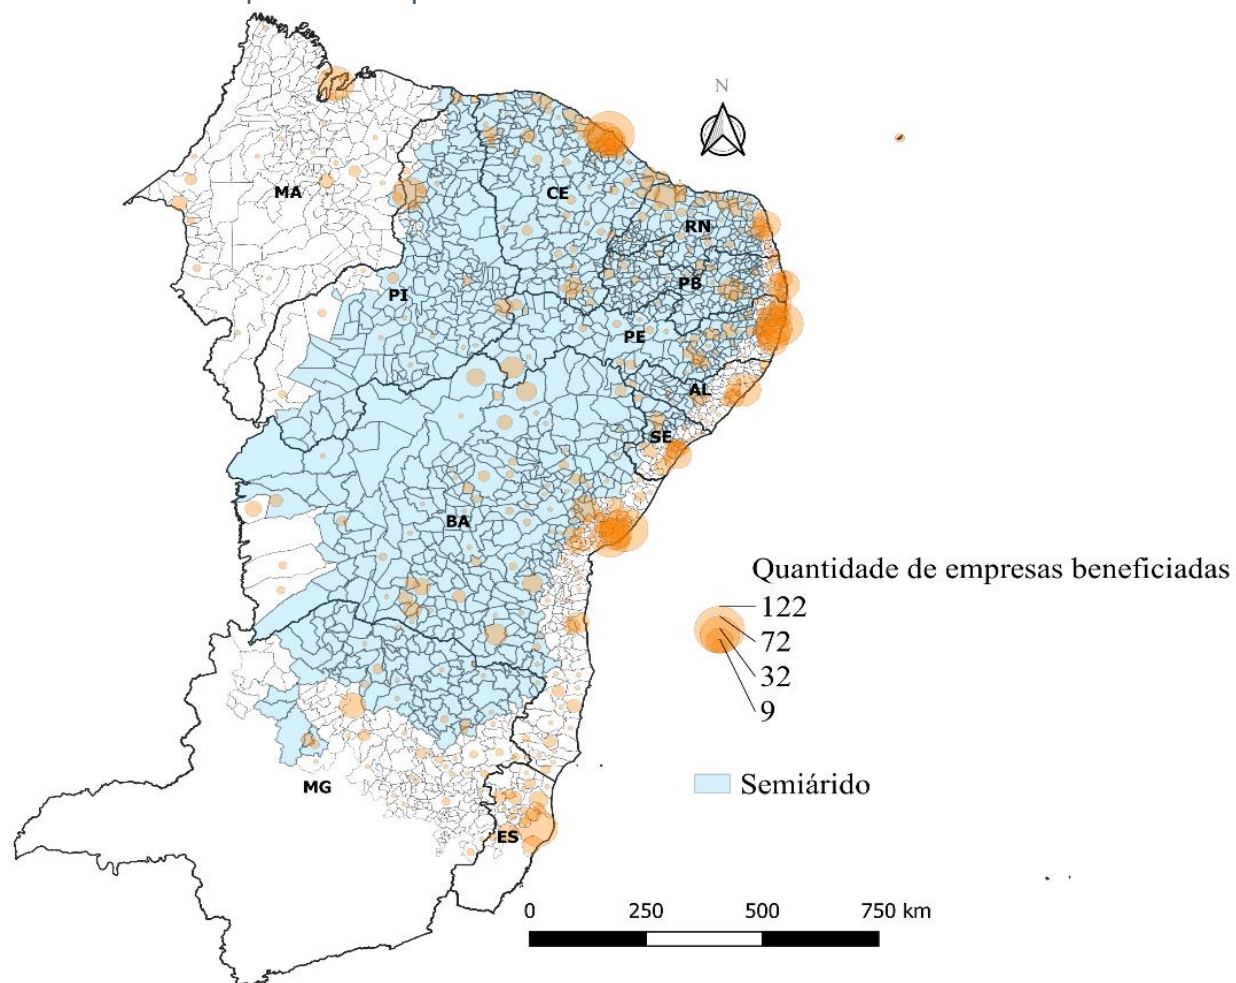 N
MA
CE
RN
PI
PB
PE
AL
SE
BA
Quantidade de empresas beneficiadas
122
72
32
9
MG
Semiárido
ES
0 250 500 750 km